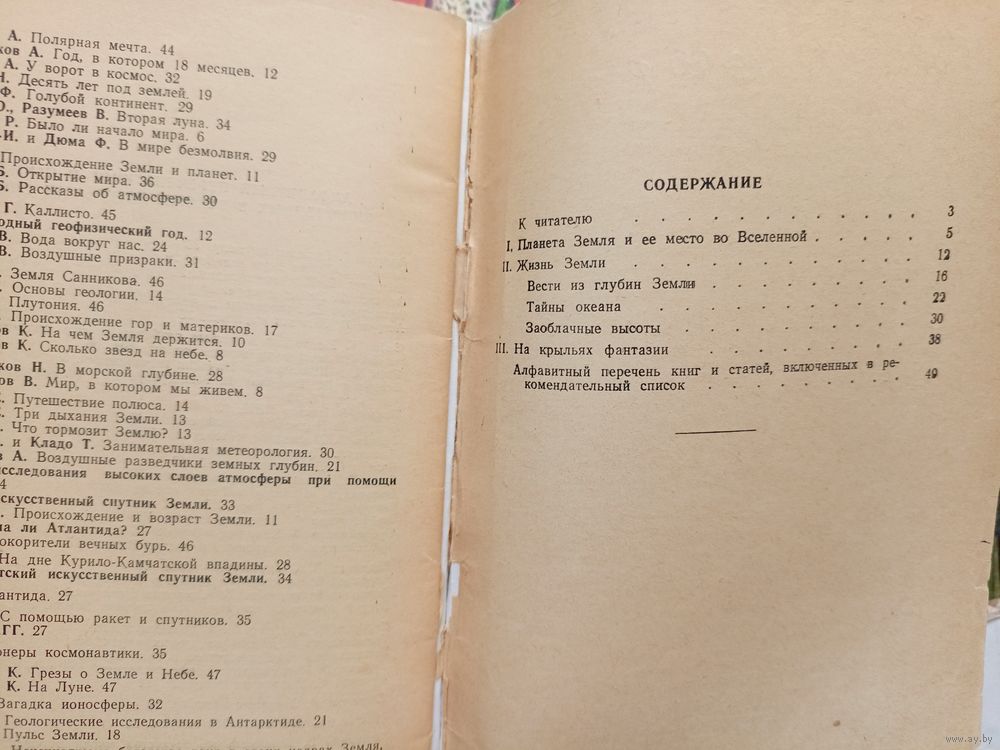 А. Полярная мечта. 44
А. Год, в котором 18 месяцев. 12
А. У ворот в космос. 32
Десять лет под землей. 19
Ф. Голубой континент. 29
Разумеев В. Вторая луна. 34
Р. Было ли начало мира. 6
и Дюма Ф. В мире безмолвия. 29
Происхождение Земли и планет. 11
Б. Открытие мира. 36
Рассказы об атмосфере. 30
Г. Каллисто. 45
геофизический год. 12
В. Вода вокруг нас. 24
В. Воздушные призраки. 31
Земля Санникова. 46
Основы геологии. 14
Плутония. 46
Происхождение гор и материков. 17
К. На чем Земля держится. 10
К. Сколько звезд на небе. 8
Н. В морской глубине. 28
В. Мир, в котором мы живем. 8
Путешествие полюса. 14
Три дыхания Земли. 13
Что тормозит Землю? 13
и Кладо Т. Занимательная метеорология. 30
А. Воздушные разведчики земных глубин. 21
исследования высоких слоев атмосферы при помощи
4
скусственный спутник Земли. 33
Происхождение и возраст Земли. 11
ла ли Атлантида? 27
окорители вечных бурь. 46
На дне Курило-Камчатской впадины. 28
тский искусственный спутник Земли. 34
антида. 27
С помощью ракет и спутников. 35
ГГ. 27
онеры космонавтики. 35
К. Грезы о Земле и Небе. 47
К. На Луне. 47
Загадка ионосферы. 32
Геологические исследования в Антарктиде. 21
Пульс Земли. 18
СОДЕРЖАНИЕ
К читателю . . . . . . . . . . . . 3
I. Планета Земля и ее место во Вселенной . . . . . 5
II. Жизнь Земли . . . . . . . . . . . . 12
Вести из глубин Земли . . . . . . . . . 16
Тайны океана . . . . . . . . . . . 22
Заоблачные высоты . . . . . . . . . . 30
III. На крыльях фантазии . . . . . . . . . 38
Алфавитный перечень книг и статей, включенных в ре-
комендательный список . . . . . . . . . 49
www.ay.by